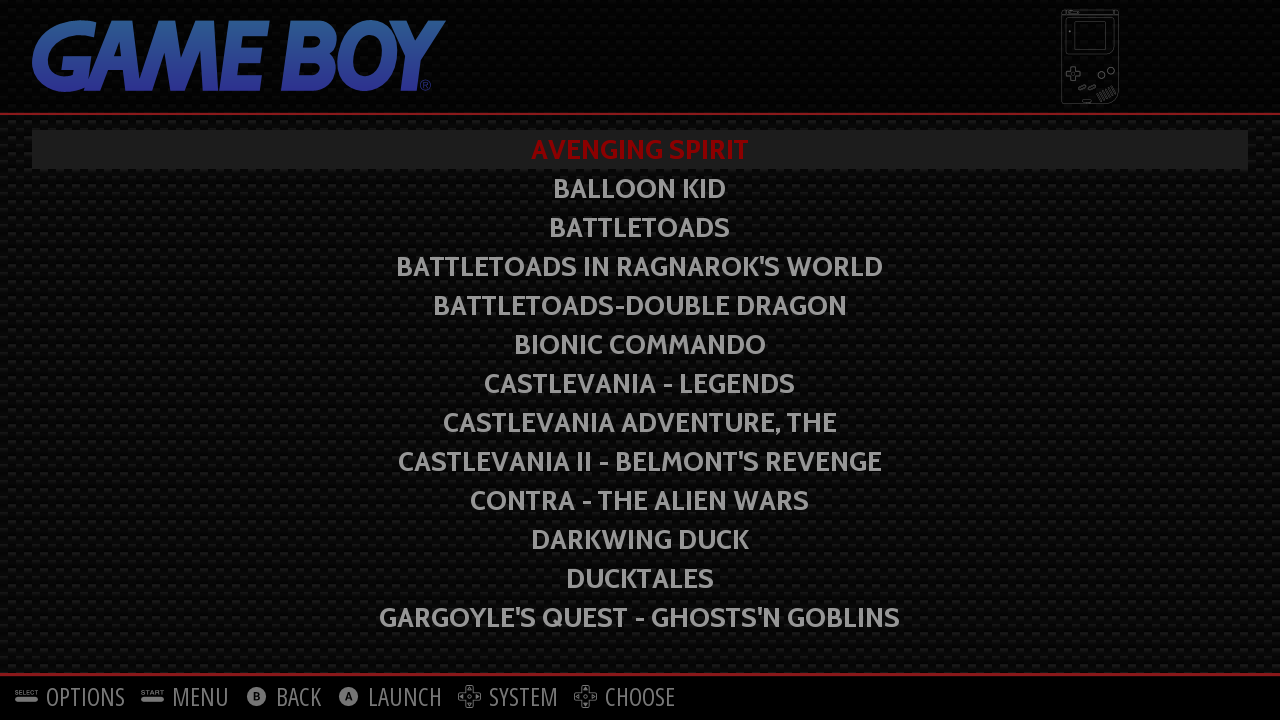 GAME BOY®
AVENGING SPIRIT
BALLOON KID
BATTLETOADS
BATTLETOADS IN RAGNAROK'S WORLD
BATTLETOADS-DOUBLE DRAGON
BIONIC COMMANDO
CASTLEVANIA - LEGENDS
CASTLEVANIA ADVENTURE, THE
CASTLEVANIA II - BELMONT'S REVENGE
CONTRA - THE ALIEN WARS
DARKWING DUCK
DUCKTALES
GARGOYLE'S QUEST - GHOSTS'N GOBLINS
SELECT OPTIONS START MENU B BACK A LAUNCH SYSTEM CHOOSE